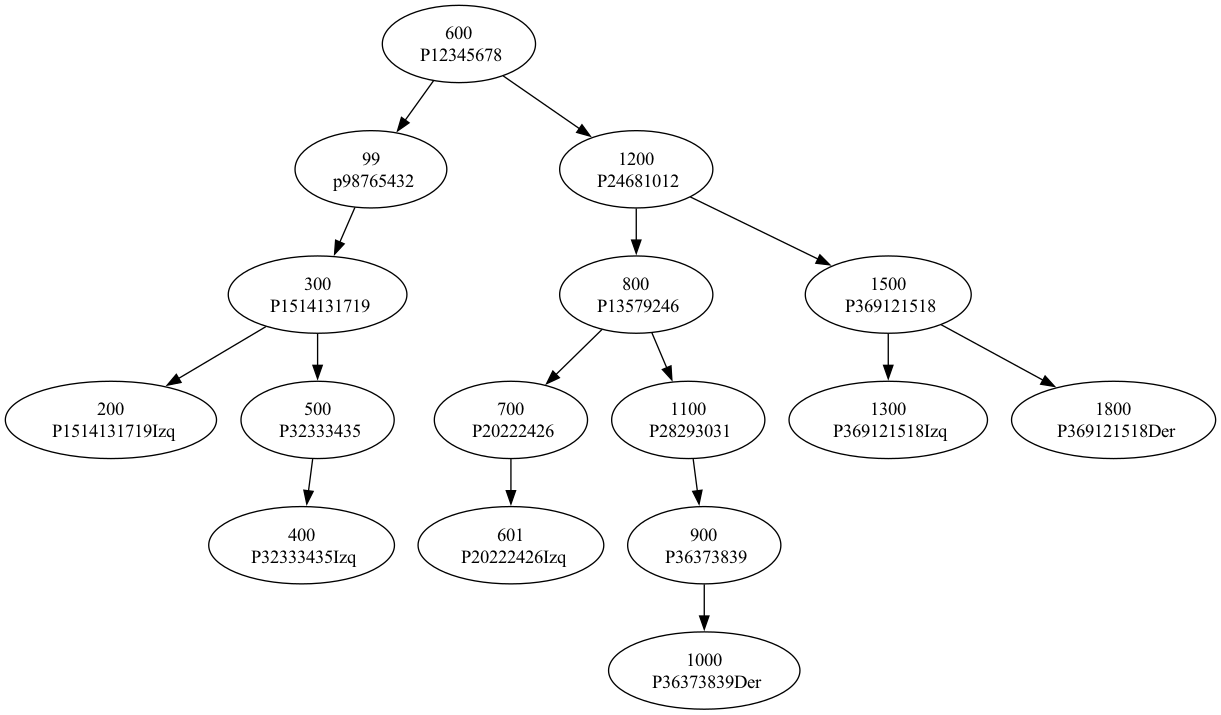 600
P12345678
99
p98765432
1200
P24681012
300
P1514131719
800
P13579246
1500
P369121518
200
P1514131719Izq
500
P32333435
700
P20222426
1100
P28293031
1300
P369121518Izq
1800
P369121518Der
400
P32333435Izq
601
P20222426Izq
900
P36373839
1000
P36373839Der